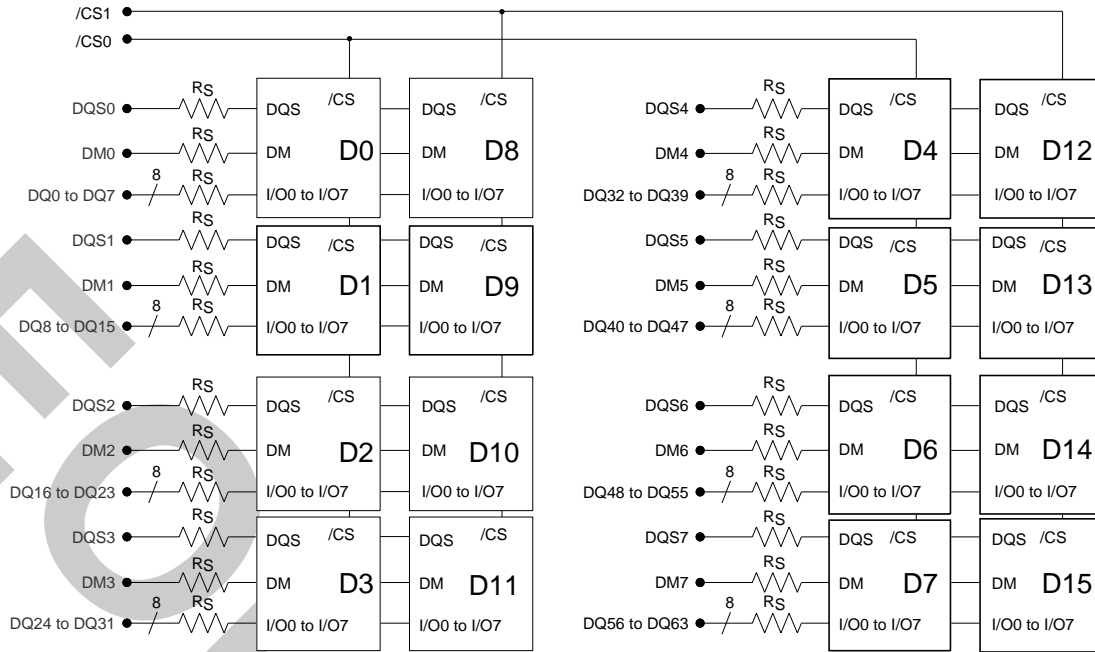 /CS1
/CS0
DQS0 RS DQS /CS DQS /CS
DM0 RS DM D0 DM D8
DQ0 to DQ7 8 RS I/O0 to I/O7 I/O0 to I/O7
DQS1 RS DQS /CS DQS /CS
DM1 RS DM D1 DM D9
DQ8 to DQ15 8 RS I/O0 to I/O7 I/O0 to I/O7
DQS2 RS DQS /CS DQS /CS
DM2 RS DM D2 DM D10
DQ16 to DQ23 8 RS I/O0 to I/O7 I/O0 to I/O7
DQS3 RS DQS /CS DQS /CS
DM3 RS DM D3 DM D11
DQ24 to DQ31 8 RS I/O0 to I/O7 I/O0 to I/O7
DQS4 RS DQS /CS DQS /CS
DM4 RS DM D4 DM D12
DQ32 to DQ39 8 RS I/O0 to I/O7 I/O0 to I/O7
DQS5 RS DQS /CS DQS /CS
DM5 RS DM D5 DM D13
DQ40 to DQ47 8 RS I/O0 to I/O7 I/O0 to I/O7
DQS6 RS DQS /CS DQS /CS
DM6 RS DM D6 DM D14
DQ48 to DQ55 8 RS I/O0 to I/O7 I/O0 to I/O7
DQS7 RS DQS /CS DQS /CS
DM7 RS DM D7 DM D15
DQ56 to DQ63 8 RS I/O0 to I/O7 I/O0 to I/O7